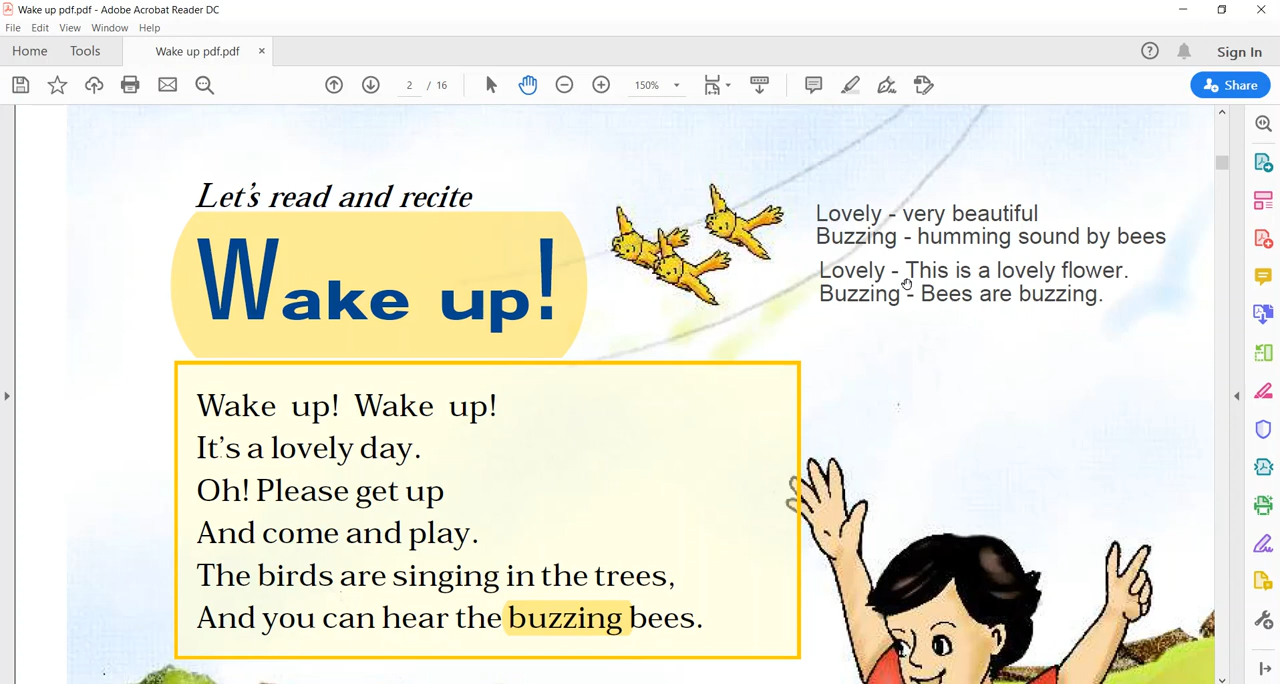 Wake up pdf.pdf - Adobe Acrobat Reader DC
File Edit View Window Help
Home Tools Wake up pdf.pdf × Sign In
2 / 16 150% Share
Let's read and recite
Wake up!
Lovely - very beautiful
Buzzing - humming sound by bees
Lovely - This is a lovely flower.
Buzzing - Bees are buzzing.
Wake up! Wake up!
It's a lovely day.
Oh! Please get up
And come and play.
The birds are singing in the trees,
And you can hear the buzzing bees.